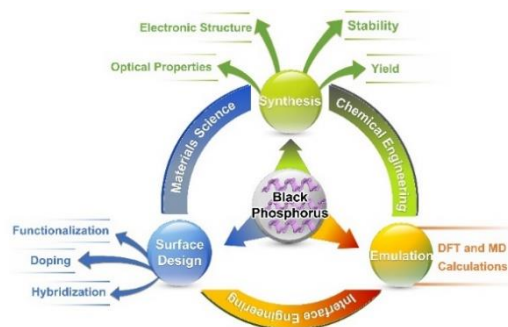 Electronic Structure
Stability
Optical Properties
Yield
Synthesis
Materials Science
Chemical Engineering
Black
Phosphorus
Functionalization
Doping
Hybridization
Surface
Design
Emulation
DFT and MD
Calculations
Interface Engineering